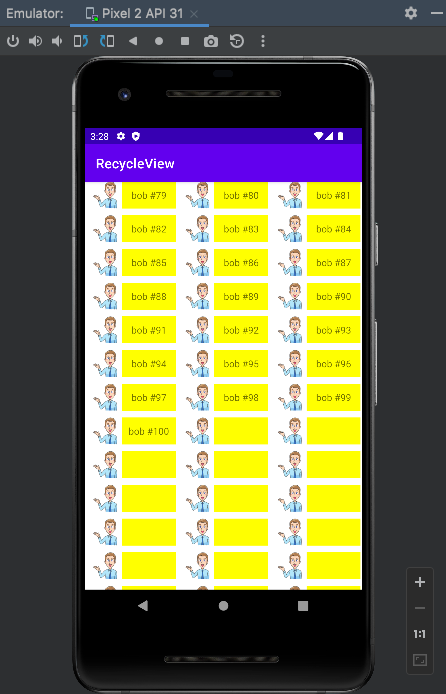 Emulator: Pixel 2 API 31
3:28
RecycleView
bob #79 bob #80 bob #81
bob #82 bob #83 bob #84
bob #85 bob #86 bob #87
bob #88 bob #89 bob #90
bob #91 bob #92 bob #93
bob #94 bob #95 bob #96
bob #97 bob #98 bob #99
bob #100
1:1